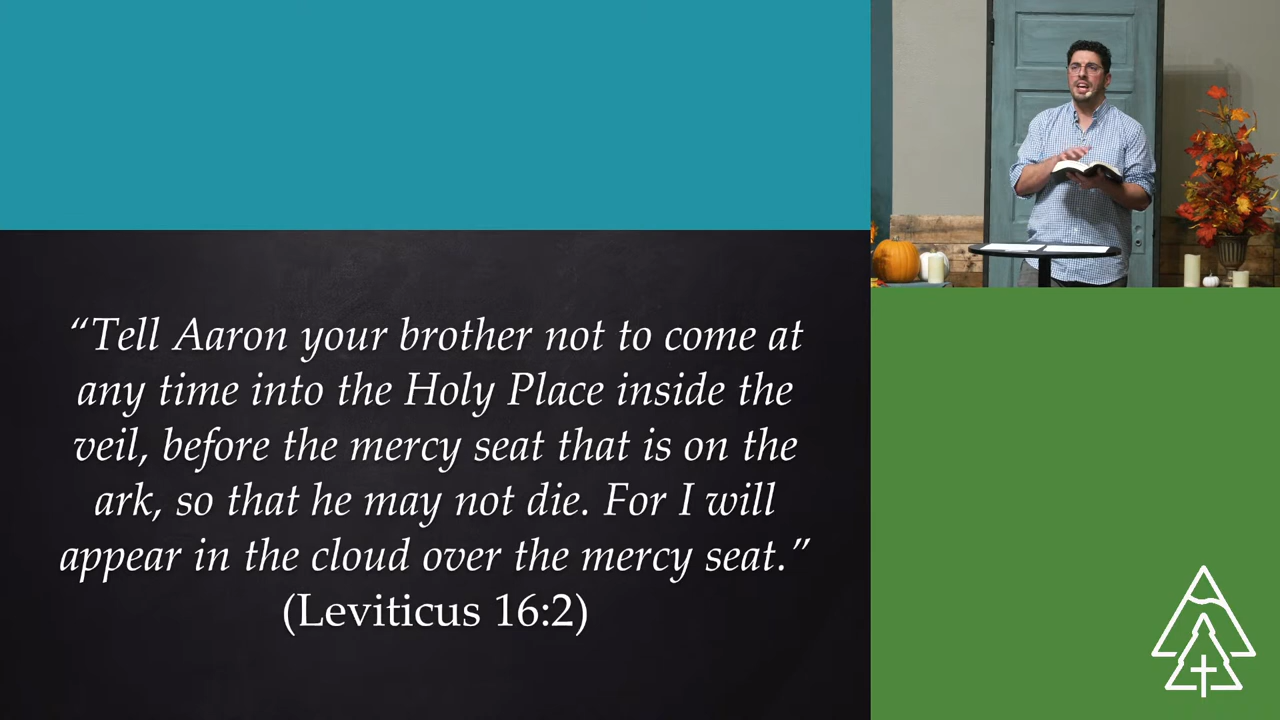 “Tell Aaron your brother not to come at
any time into the Holy Place inside the
veil, before the mercy seat that is on the
ark, so that he may not die. For I will
appear in the cloud over the mercy seat.”
(Leviticus 16:2)